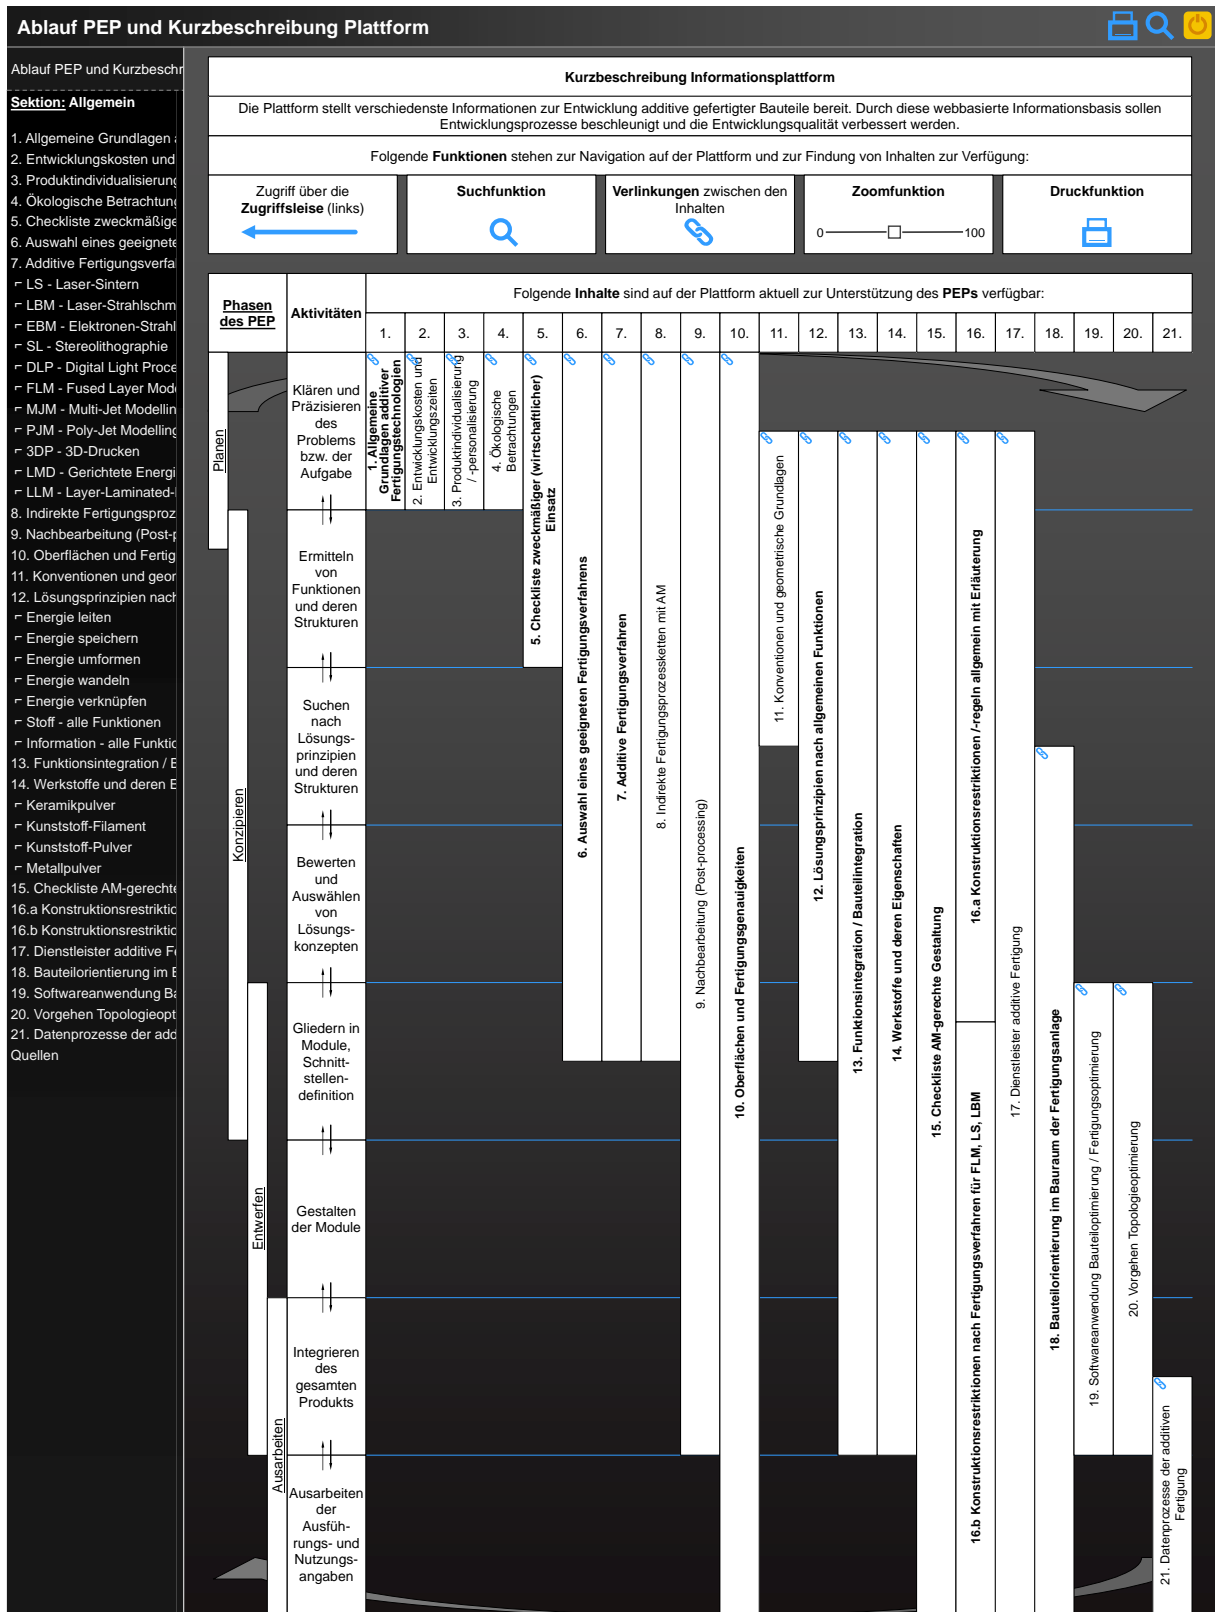 Ablauf PEP und Kurzbeschreibung Plattform
Ablauf PEP und Kurzbeschr
Sektion: Allgemein
1. Allgemeine Grundlagen
2. Entwicklungskosten und
3. Produktindividualisierung
4. Ökologische Betrachtung
5. Checkliste zweckmäßige
6. Auswahl eines geeignete
7. Additive Fertigungsverfa
LS - Laser-Sintern
LBM - Laser-Strahlschm
EBM - Elektronen-Strahl
SL - Stereolithographie
DLP - Digital Light Proce
FLM - Fused Layer Mode
MJM - Multi-Jet Modellin
PJM - Poly-Jet Modelling
3DP - 3D-Drucken
LMD - Gerichtete Energi
LLM - Layer-Laminated-
8. Indirekte Fertigungsproz
9. Nachbearbeitung (Post-p
10. Oberflächen und Fertig
11. Konventionen und geor
12. Lösungsprinzipien nach
Energie leiten
Energie speichern
Energie umformen
Energie wandeln
Energie verknüpfen
Stoff - alle Funktionen
Information - alle Funktio
13. Funktionsintegration / B
14. Werkstoffe und deren E
Keramikpulver
Kunststoff-Filament
Kunststoff-Pulver
Metallpulver
15. Checkliste AM-gerechte
16.a Konstruktionsrestriktio
16.b Konstruktionsrestriktio
17. Dienstleister additive Fe
18. Bauteilorientierung im B
19. Softwareanwendung Ba
20. Vorgehen Topologieopt
21. Datenprozesse der add
Quellen
Kurzbeschreibung Informationsplattform
Die Plattform stellt verschiedenste Informationen zur Entwicklung additive gefertigter Bauteile bereit. Durch diese webbasierte Informationsbasis sollen
Entwicklungsprozesse beschleunigt und die Entwicklungsqualität verbessert werden.
Folgende Funktionen stehen zur Navigation auf der Plattform und zur Findung von Inhalten zur Verfügung:
Zugriff über die
Zugriffsleise (links)
Suchfunktion
Verlinkungen zwischen den
Inhalten
Zoomfunktion
0 100
Druckfunktion
Phasen
des PEP
Aktivitäten
Folgende Inhalte sind auf der Plattform aktuell zur Unterstützung des PEPs verfügbar:
1. 2. 3. 4. 5. 6. 7. 8. 9. 10. 11. 12. 13. 14. 15. 16. 17. 18. 19. 20. 21.
Planen
Konzipieren
Entwerfen
Ausarbeiten
Klären und
Präzisieren
des
Problems
bzw. der
Aufgabe
Ermitteln
von
Funktionen
und deren
Strukturen
Suchen
nach
Lösungs-
prinzipien
und deren
Strukturen
Bewerten
und
Auswählen
von
Lösungs-
konzepten
Gliedern in
Module,
Schnitt-
stellen-
definition
Gestalten
der Module
Integrieren
des
gesamten
Produkts
Ausarbeiten
der
Ausfüh-
rungs- und
Nutzungs-
angaben
1. Allgemeine
Grundlagen additiver
Fertigungstechnologien
2. Entwicklungskosten und
Entwicklungszeiten
3. Produktindividualisierung
/ -personalisierung
4. Ökologische
Betrachtungen
5. Checkliste zweckmäßiger (wirtschaftlicher)
Einsatz
6. Auswahl eines geeigneten Fertigungsverfahrens
7. Additive Fertigungsverfahren
8. Indirekte Fertigungsprozessketten mit AM
9. Nachbearbeitung (Post-processing)
10. Oberflächen und Fertigungsgenauigkeiten
11. Konventionen und geometrische Grundlagen
12. Lösungsprinzipien nach allgemeinen Funktionen
13. Funktionsintegration / Bauteilintegration
14. Werkstoffe und deren Eigenschaften
15. Checkliste AM-gerechte Gestaltung
16.a Konstruktionsrestriktionen /-regeln allgemein mit Erläuterung
16.b Konstruktionsrestriktionen nach Fertigungsverfahren für FLM, LS, LBM
17. Dienstleister additive Fertigung
18. Bauteilorientierung im Bauraum der Fertigungsanlage
19. Softwareanwendung Bauteiloptimierung / Fertigungsoptimierung
20. Vorgehen Topologieoptimierung
21. Datenprozesse der additiven
Fertigung